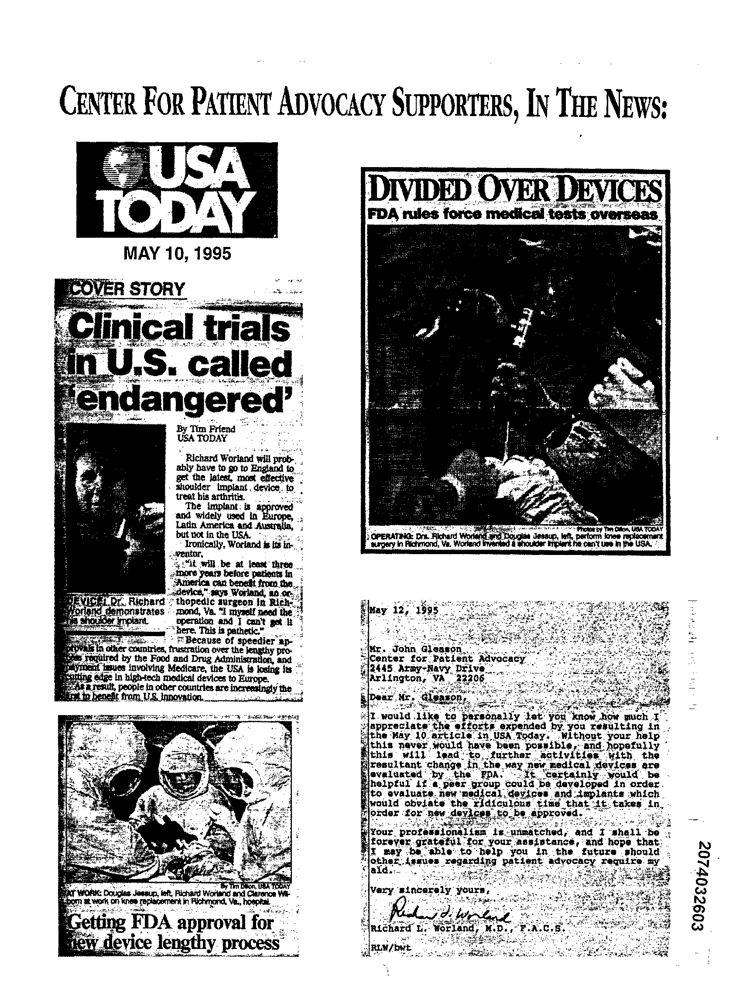 CENTER FOR PATIENT ADVOCACY SUPPORTERS, IN THE NEWS:
USA
TODAY
MAY 10, 1995
COVER STORY
Clinical trials
in U.S. called
'endangered'
By Tim Friend
USA TODAY
Richard Worland will prob-
ably have to go to England to
get the latest, most effective
shoulder implant device to
treat his arthritis.
The implant is approved
and widely used in Europe,
Latin America and Australia,
but not in the USA.
Ironically, Worland is its in-
ventor.
"It will be at least three
more years before patients in
America can benefit from the
device," says Worland, an or-
thopedic surgeon in Rich-
mond, Va. "I myself need the
operation and I can't get it
here. This is pathetic."
DEVICE: Dr. Richard
Worland demonstrates
his shoulder implant.
Because of speedier ap-
provals in other countries, frustration over the lengthy pro-
cess required by the Food and Drug Administration, and
payment issues involving Medicare, the USA is losing its
cutting edge in high-tech medical devices to Europe.
As a result, people in other countries are increasingly the
first to benefit from U.S. innovation.
By Tim Dillon, USA TODAY
AT WORK: Douglas Jessup, left, Richard Worland and Clarence Wil-
bom at work on knee replacement in Richmond, Va., hospital.
Getting FDA approval for
new device lengthy process
DIVIDED OVER DEVICES
FDA rules force medical tests overseas
Photos by Tim Dillon, USA TODAY
OPERATING: Drs. Richard Worland and Douglas Jessup, left, perform knee replacement
surgery in Richmond, Va. Worland invented a shoulder implant he can't use in the USA.
May 12, 1995
Mr. John Gleason
Center for Patient Advocacy
2445 Army-Navy Drive
Arlington, VA 22206
Dear Mr. Gleason,
I would like to personally let you know how much I
appreciate the efforts expended by you resulting in
the May 10 article in USA Today. Without your help
this never would have been possible, and hopefully
this will lead to further activities with the
resultant change in the way new medical devices are
evaluated by the FDA. It certainly would be
helpful if a peer group could be developed in order
to evaluate new medical devices and implants which
would obviate the ridiculous time that it takes in
order for new devices to be approved.
Your professionalism is unmatched, and I shall be
forever grateful for your assistance, and hope that
I may be able to help you in the future should
other issues regarding patient advocacy require my
aid.
Very sincerely yours,
Richard L. Worland
Richard L. Worland, M.D., F.A.C.S.
RLW/bwt
2074032603